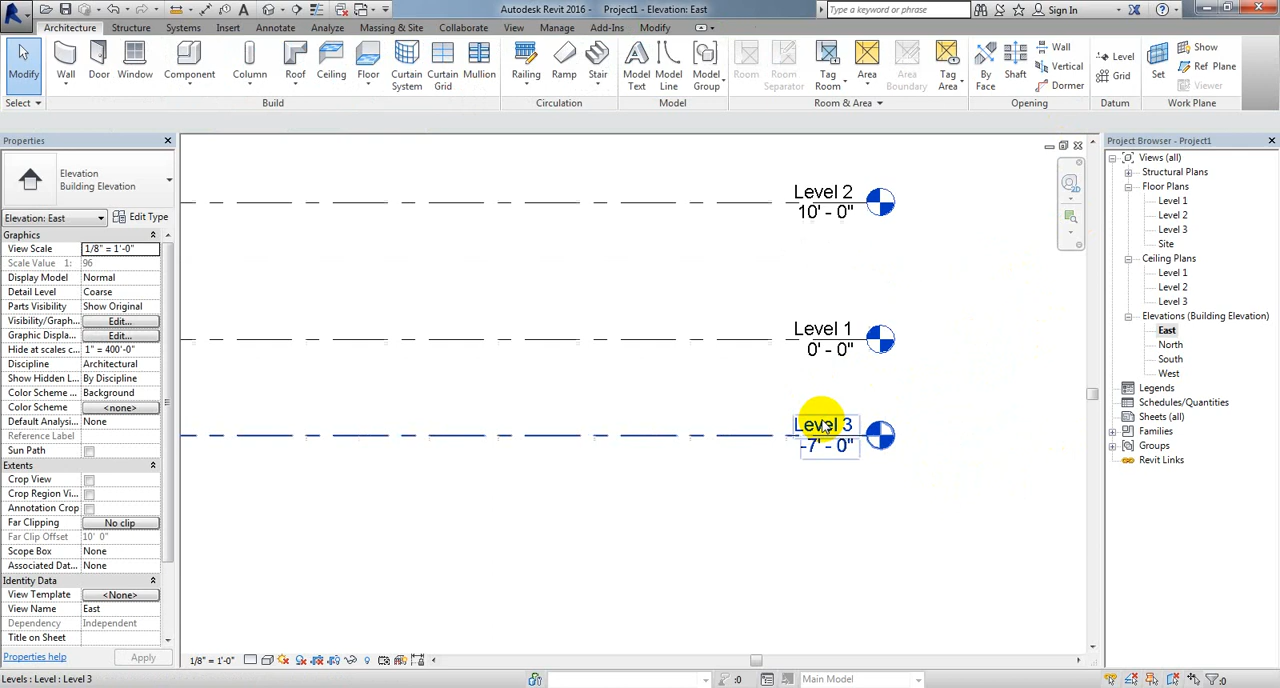 Autodesk Revit 2016 - Project1 - Elevation: East
Type a keyword or phrase
Sign In
Architecture Structure Systems Insert Annotate Analyze Massing & Site Collaborate View Manage Add-Ins Modify
Modify Wall Door Window Component Column Roof Ceiling Floor Curtain System Curtain Grid Mullion Railing Ramp Stair Model Text Model Line Model Group Room Room Separator Tag Room Area Area Boundary Tag Area By Face Shaft Wall Vertical Dormer Level Grid Set Show Ref Plane Viewer
Select Build Circulation Model Room & Area Opening Datum Work Plane
Properties
Elevation
Building Elevation
Elevation: East Edit Type
Graphics
View Scale 1/8" = 1'-0"
Scale Value 1: 96
Display Model Normal
Detail Level Coarse
Parts Visibility Show Original
Visibility/Graph... Edit...
Graphic Displa... Edit...
Hide at scales c... 1" = 400'-0"
Discipline Architectural
Show Hidden L... By Discipline
Color Scheme ... Background
Color Scheme <none>
Default Analysi... None
Reference Label
Sun Path
Extents
Crop View
Crop Region Vi...
Annotation Crop
Far Clipping No clip
Far Clip Offset 10' 0"
Scope Box None
Associated Dat... None
Identity Data
View Template <None>
View Name East
Dependency Independent
Title on Sheet
Properties help Apply
Level 2
10' - 0"
Level 1
0' - 0"
Level 3
-7' - 0"
Project Browser - Project1
Views (all)
Structural Plans
Floor Plans
Level 1
Level 2
Level 3
Site
Ceiling Plans
Level 1
Level 2
Level 3
Elevations (Building Elevation)
East
North
South
West
Legends
Schedules/Quantities
Sheets (all)
Families
Groups
Revit Links
1/8" = 1'-0"
Levels : Level : Level 3
:0
Main Model
:0